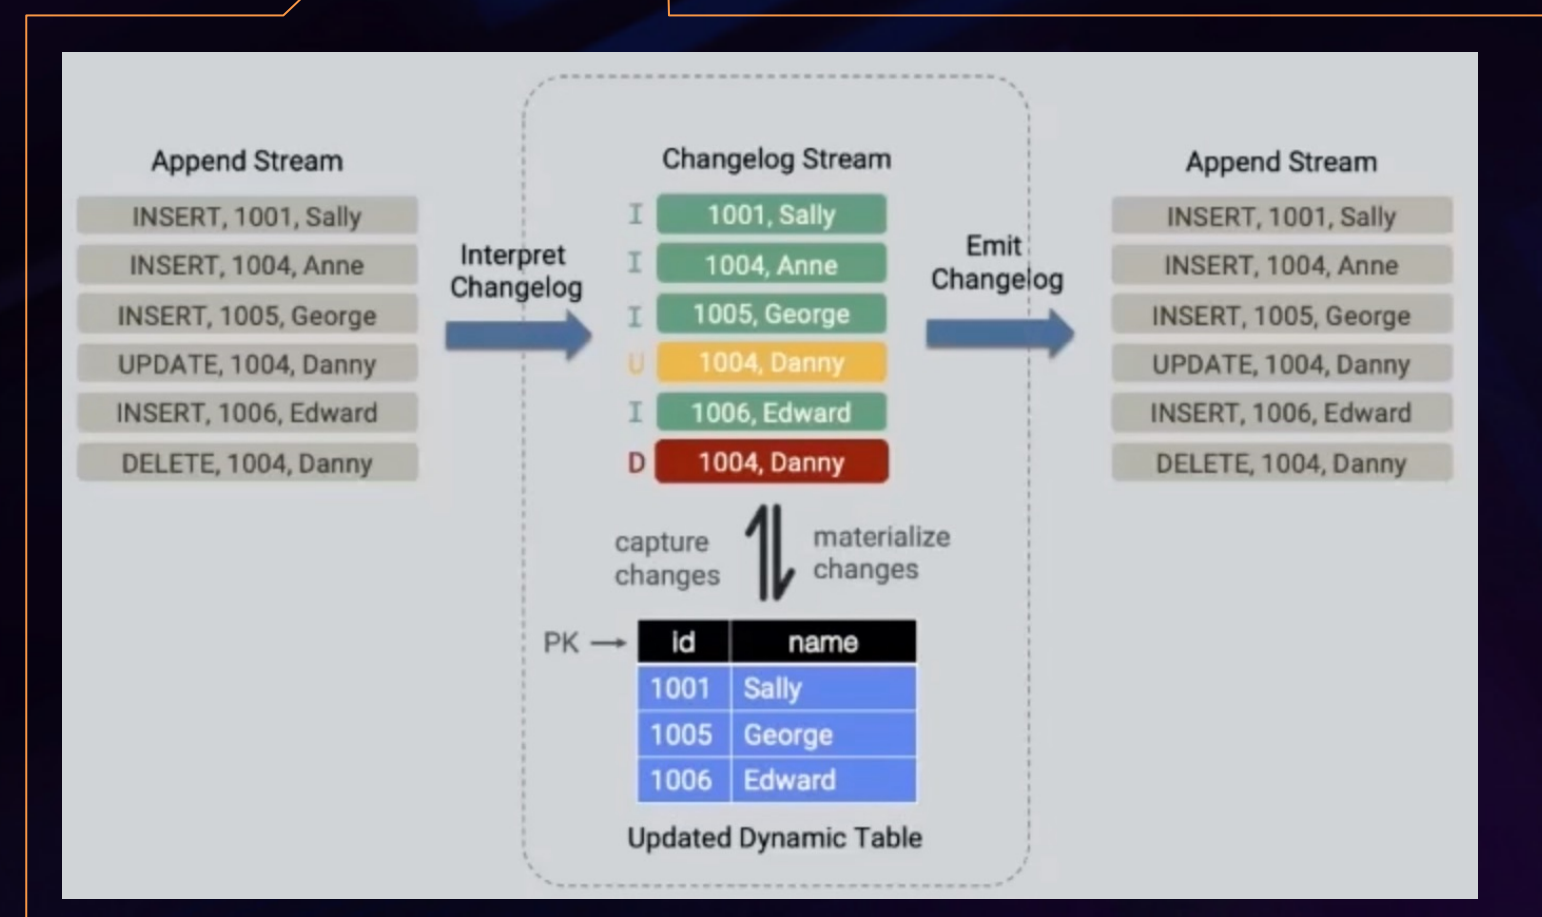 Append Stream
INSERT, 1001, Sally
INSERT, 1004, Anne
INSERT, 1005, George
UPDATE, 1004, Danny
INSERT, 1006, Edward
DELETE, 1004, Danny
Interpret
Changelog
Changelog Stream
I 1001, Sally
I 1004, Anne
I 1005, George
U 1004, Danny
I 1006, Edward
D 1004, Danny
Emit
Changelog
Append Stream
INSERT, 1001, Sally
INSERT, 1004, Anne
INSERT, 1005, George
UPDATE, 1004, Danny
INSERT, 1006, Edward
DELETE, 1004, Danny
capture
changes
materialize
changes
PK → id name
1001 Sally
1005 George
1006 Edward
Updated Dynamic Table